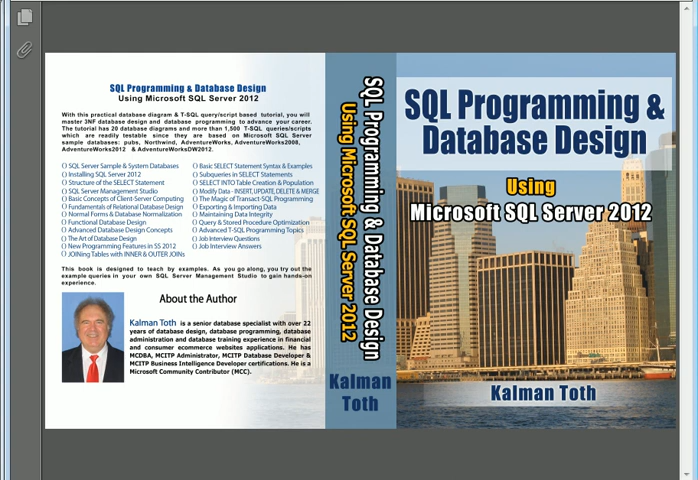 SQL Programming & Database Design
Using Microsoft SQL Server 2012
With this practical database diagram & T-SQL query/script based tutorial, you will
master 3NF database design and database programming to advance your career.
The tutorial has 20 database diagrams and more than 1,500 T-SQL queries/scripts
which are readily testable since they are based on Microsoft SQL Server
sample databases: pubs, Northwind, AdventureWorks, AdventureWorks2008,
AdventureWorks2012 & AdventureWorksDW2012.
() SQL Server Sample & System Databases
() Installing SQL Server 2012
() Structure of the SELECT Statement
() SQL Server Management Studio
() Basic Concepts of Client-Server Computing
() Fundamentals of Relational Database Design
() Normal Forms & Database Normalization
() Functional Database Design
() Advanced Database Design Concepts
() The Art of Database Design
() New Programming Features in SS 2012
() JOINing Tables with INNER & OUTER JOINs
() Basic SELECT Statement Syntax & Examples
() Subqueries in SELECT Statements
() SELECT INTO Table Creation & Population
() Modify Data - INSERT, UPDATE, DELETE & MERGE
() The Magic of Transact-SQL Programming
() Exporting & Importing Data
() Maintaining Data Integrity
() Query & Stored Procedure Optimization
() Advanced T-SQL Programming Topics
() Job Interview Questions
() Job Interview Answers
This book is designed to teach by examples. As you go along, you try out the
example queries in your own SQL Server Management Studio to gain hands-on
experience.
About the Author
Kalman Toth is a senior database specialist with over 22
years of database design, database programming, database
administration and database training experience in financial
and consumer ecommerce websites applications. He has
MCDBA, MCITP Administrator, MCITP Database Developer &
MCITP Business Intelligence Developer certifications. He is a
Microsoft Community Contributor (MCC).
SQL Programming & Database Design
Using Microsoft SQL Server 2012
Kalman
Toth
SQL Programming &
Database Design
Using
Microsoft SQL Server 2012
Kalman Toth